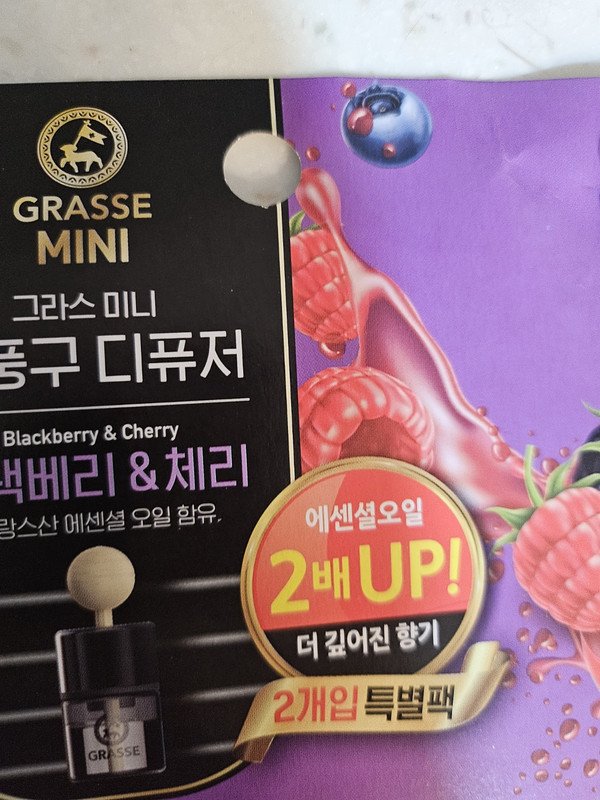 GRASSE
MINI
그라스 미니
풍구 디퓨저
Blackberry & Cherry
랙베리 & 체리
랑스산 에센셜 오일 함유
에센셜오일
2배 UP!
더 깊어진 향기
2개입 특별팩
GRASSE